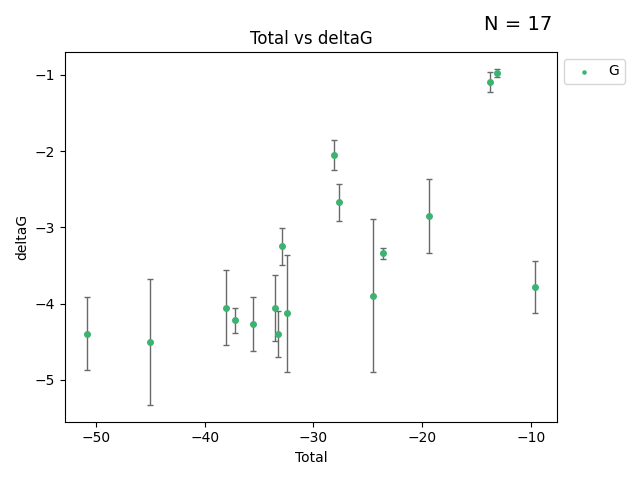 N = 17
Total vs deltaG
G
−1
−2
−3
−4
−5
deltaG
−50
−40
−30
−20
−10
Total